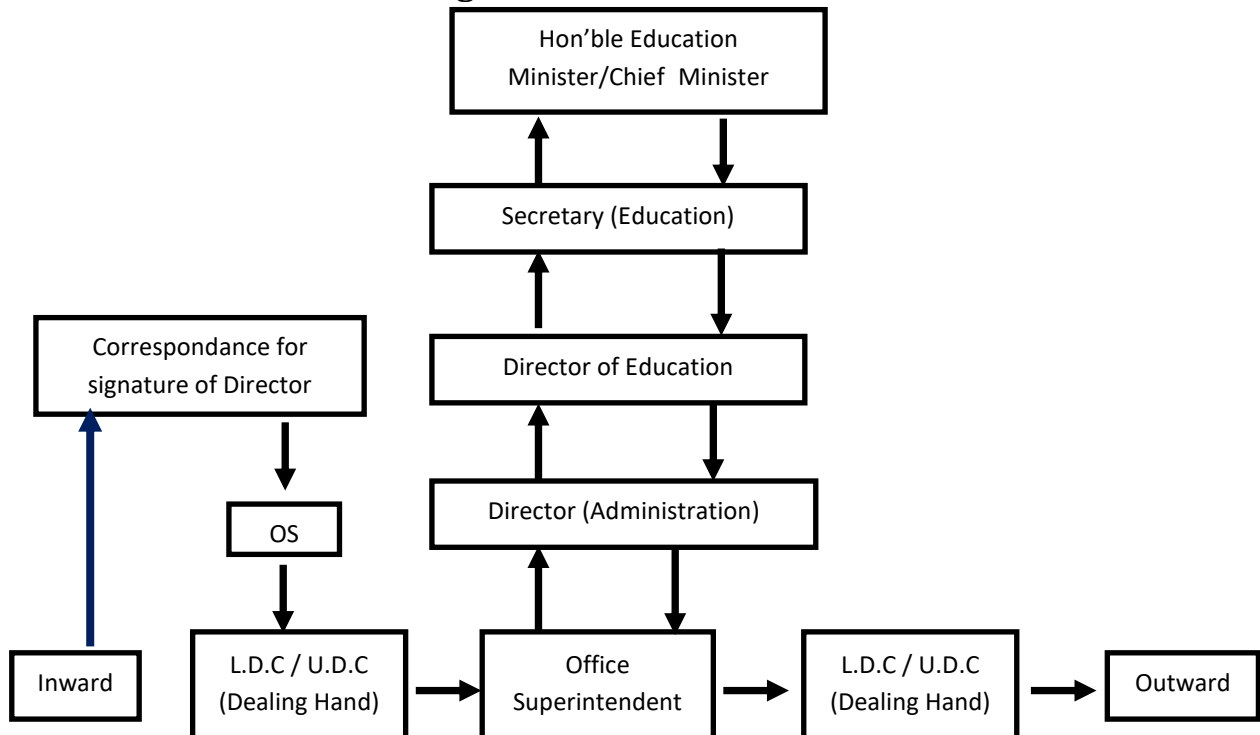 Hon’ble Education
Minister/Chief Minister
Secretary (Education)
Correspondance for
signature of Director
Director of Education
Director (Administration)
OS
Inward
L.D.C / U.D.C
(Dealing Hand)
Office
Superintendent
L.D.C / U.D.C
(Dealing Hand)
Outward